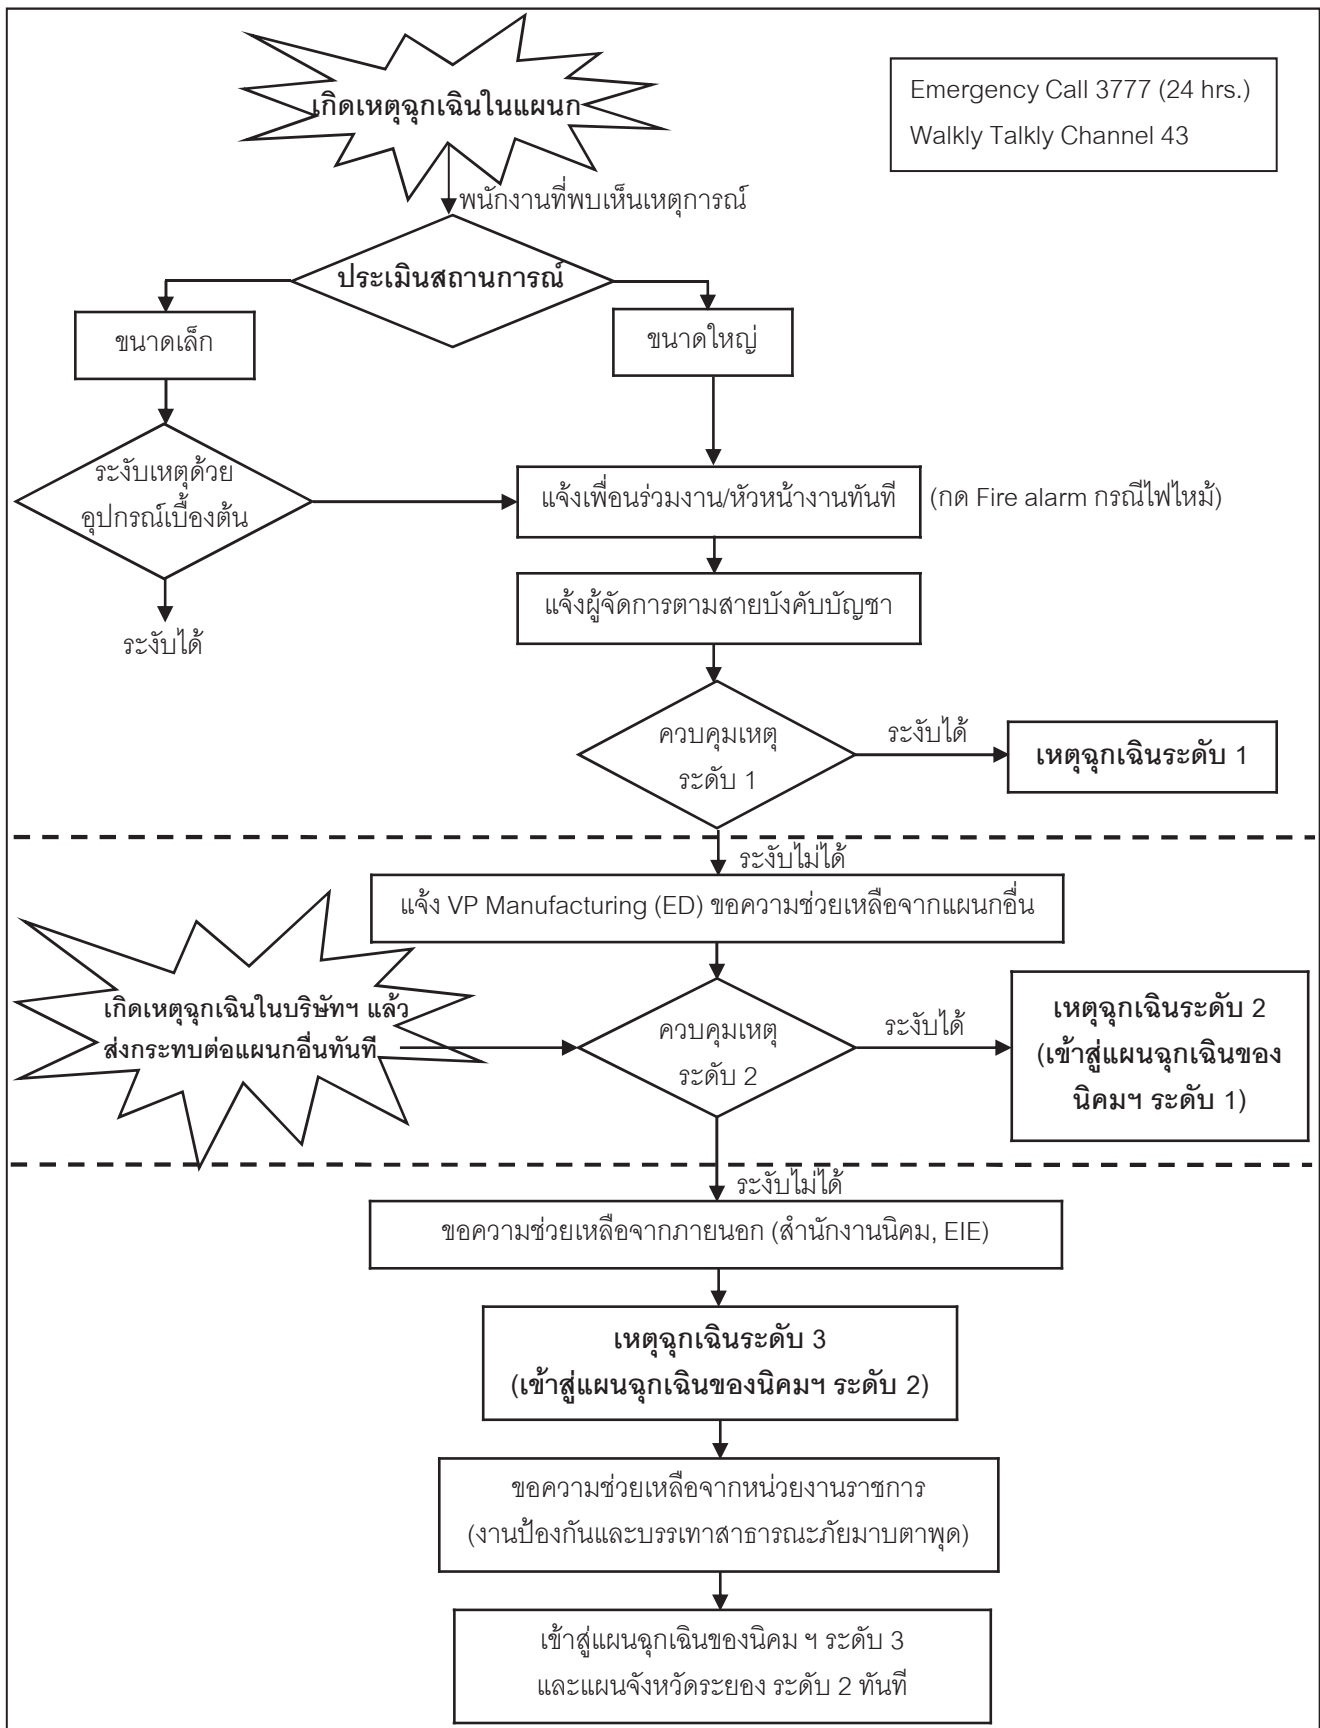 เกิดเหตุฉุกเฉินในแผนก
Emergency Call 3777 (24 hrs.)
Walkly Talkly Channel 43
พนักงานที่พบเห็นเหตุการณ์
ประเมินสถานการณ์
ขนาดเล็ก
ขนาดใหญ่
ระงับเหตุด้วย
อุปกรณ์เบื้องต้น
แจ้งเพื่อนร่วมงาน/หัวหน้างานทันที
(กด Fire alarm กรณีไฟไหม้)
แจ้งผู้จัดการตามสายบังคับบัญชา
ระงับได้
ควบคุมเหตุ
ระดับ 1
ระงับได้
เหตุฉุกเฉินระดับ 1
ระงับไม่ได้
แจ้ง VP Manufacturing (ED) ขอความช่วยเหลือจากแผนกอื่น
เกิดเหตุฉุกเฉินในบริษัทฯ แล้ว
ส่งกระทบต่อแผนกอื่นทันที
ควบคุมเหตุ
ระดับ 2
ระงับได้
เหตุฉุกเฉินระดับ 2
(เข้าสู่แผนฉุกเฉินของ
นิคมฯ ระดับ 1)
ระงับไม่ได้
ขอความช่วยเหลือจากภายนอก (สำนักงานนิคม, EIE)
เหตุฉุกเฉินระดับ 3
(เข้าสู่แผนฉุกเฉินของนิคมฯ ระดับ 2)
ขอความช่วยเหลือจากหน่วยงานราชการ
(งานป้องกันและบรรเทาสาธารณะภัยมาบตาพุด)
เข้าสู่แผนฉุกเฉินของนิคม ฯ ระดับ 3
และแผนจังหวัดระยอง ระดับ 2 ทันที